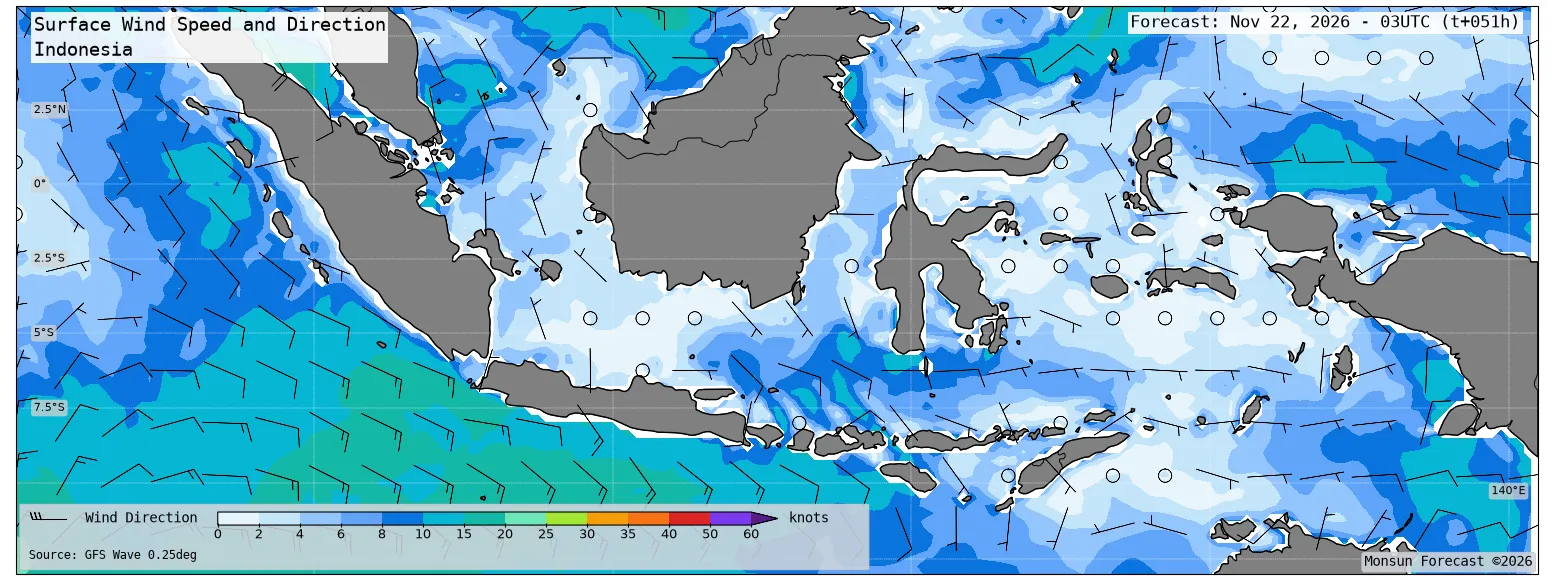 Surface Wind Speed and Direction
Indonesia
Forecast: Nov 22, 2026 - 03UTC (t+051h)
2.5°N
0°
2.5°S
5°S
7.5°S
140°E
Wind Direction
0 2 4 6 8 10 15 20 25 30 35 40 50 60
knots
Source: GFS Wave 0.25deg
Monsun Forecast ©2026